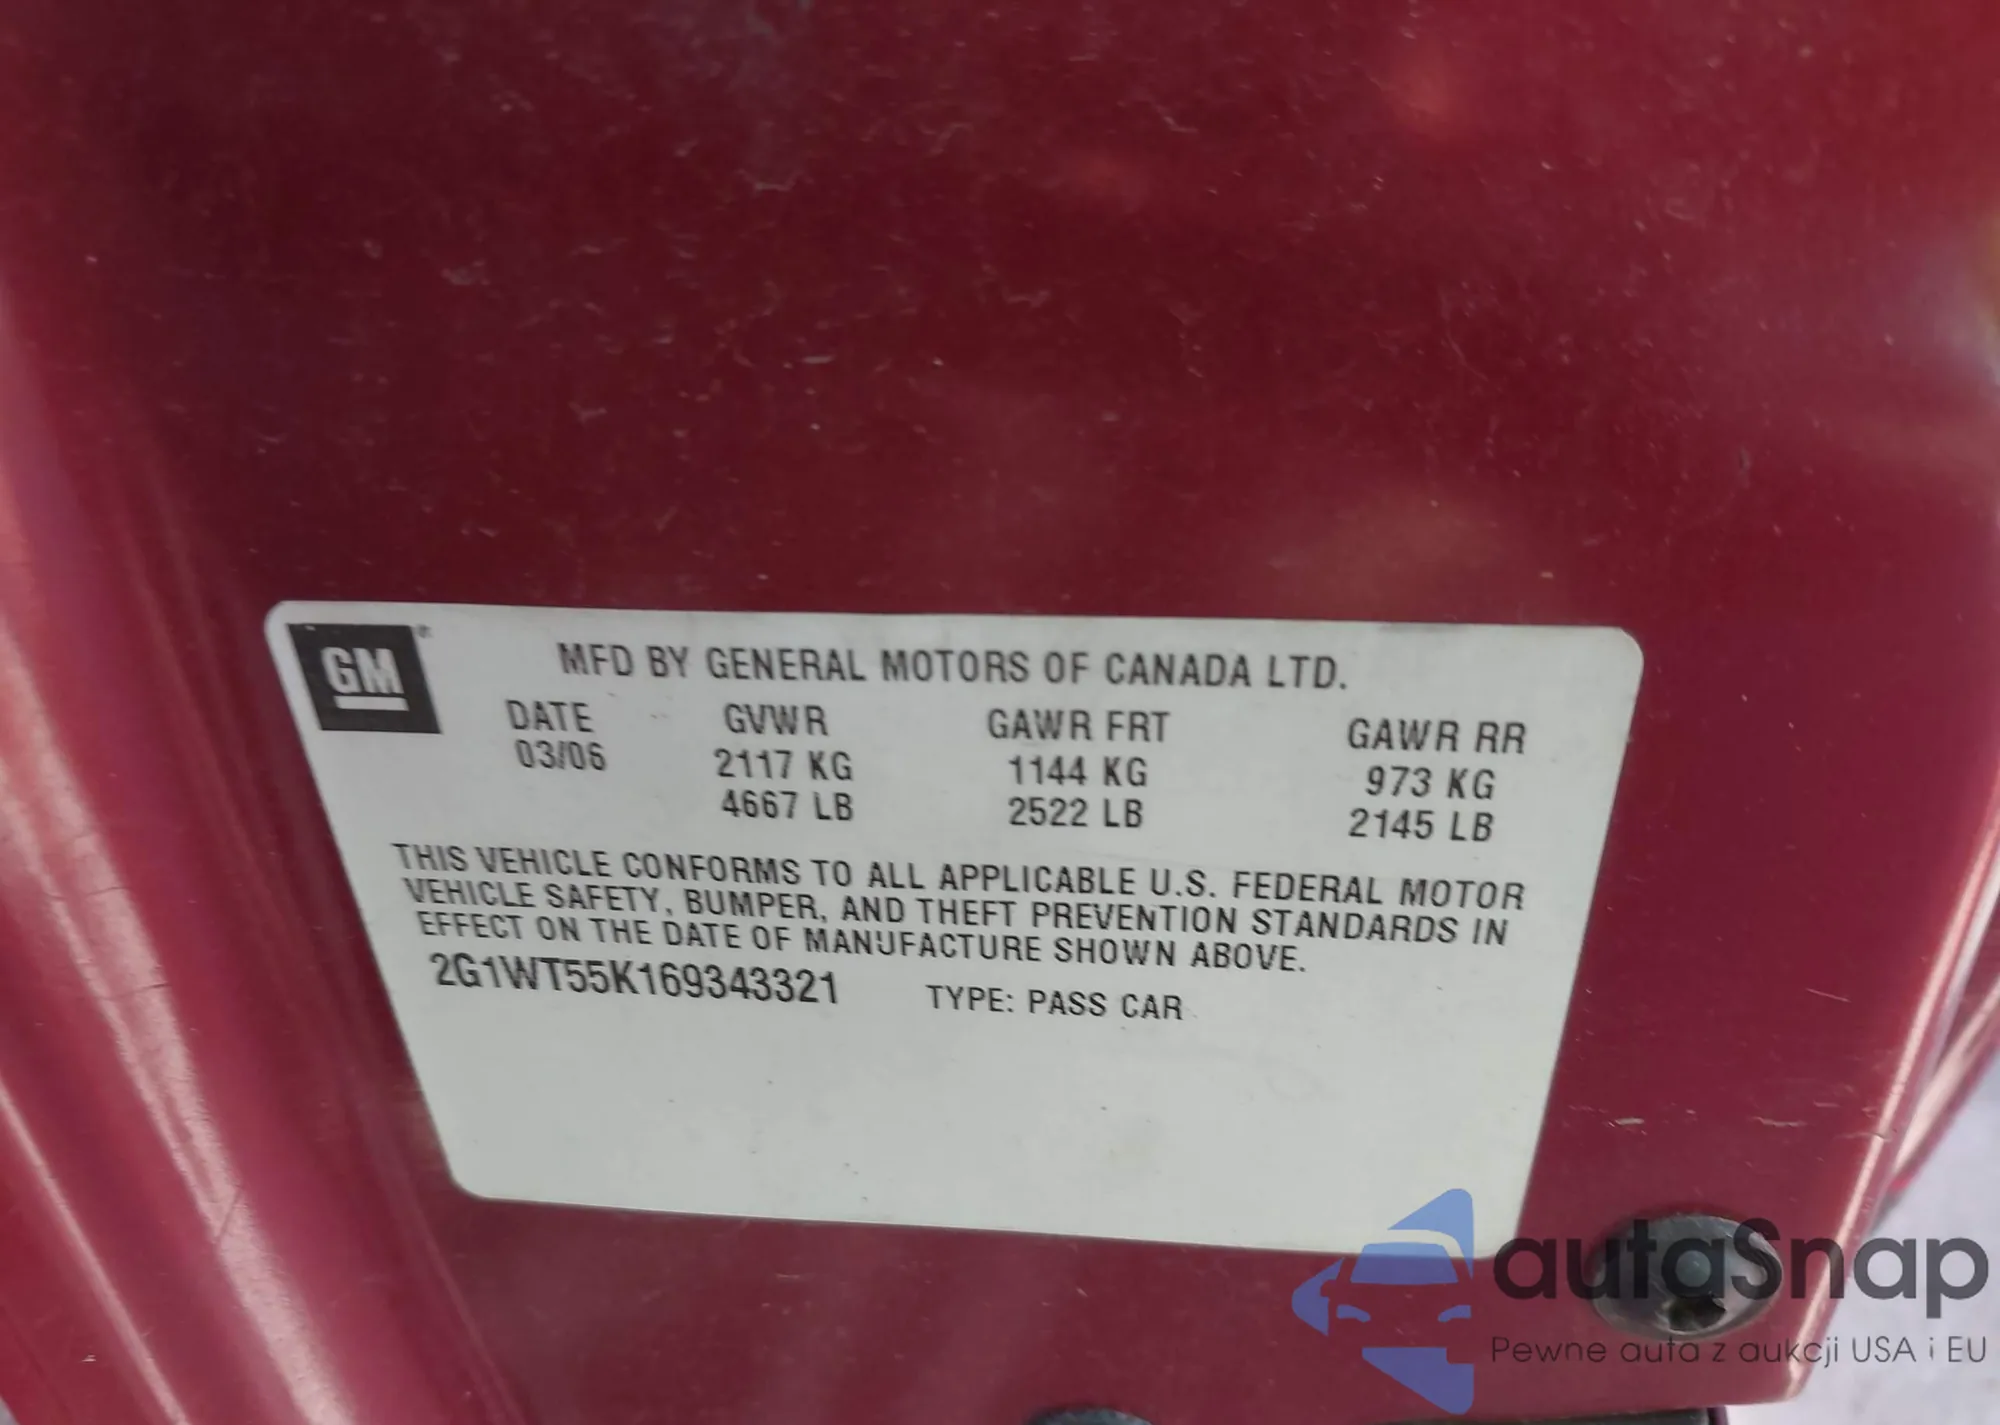 GM
MFD BY GENERAL MOTORS OF CANADA LTD.
DATE GVWR GAWR FRT GAWR RR
03/06 2117 KG 1144 KG 973 KG
4667 LB 2522 LB 2145 LB
THIS VEHICLE CONFORMS TO ALL APPLICABLE U.S. FEDERAL MOTOR
VEHICLE SAFETY, BUMPER, AND THEFT PREVENTION STANDARDS IN
EFFECT ON THE DATE OF MANUFACTURE SHOWN ABOVE.
2G1WT55K169343321 TYPE: PASS CAR
autaSnap
Pewne auta z aukcji USA i EU